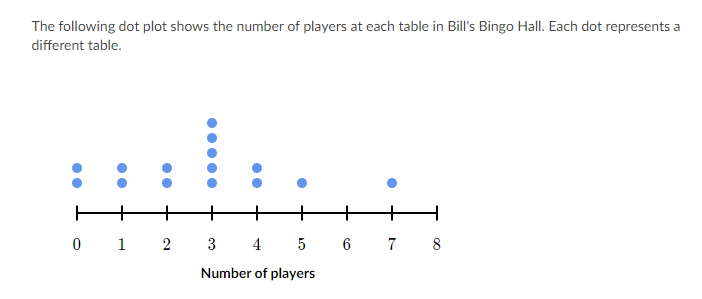 The following dot plot shows the number of players at each table in Bill's Bingo Hall. Each dot represents a
different table.
0 1 2 3 4 5 6 7 8
Number of players